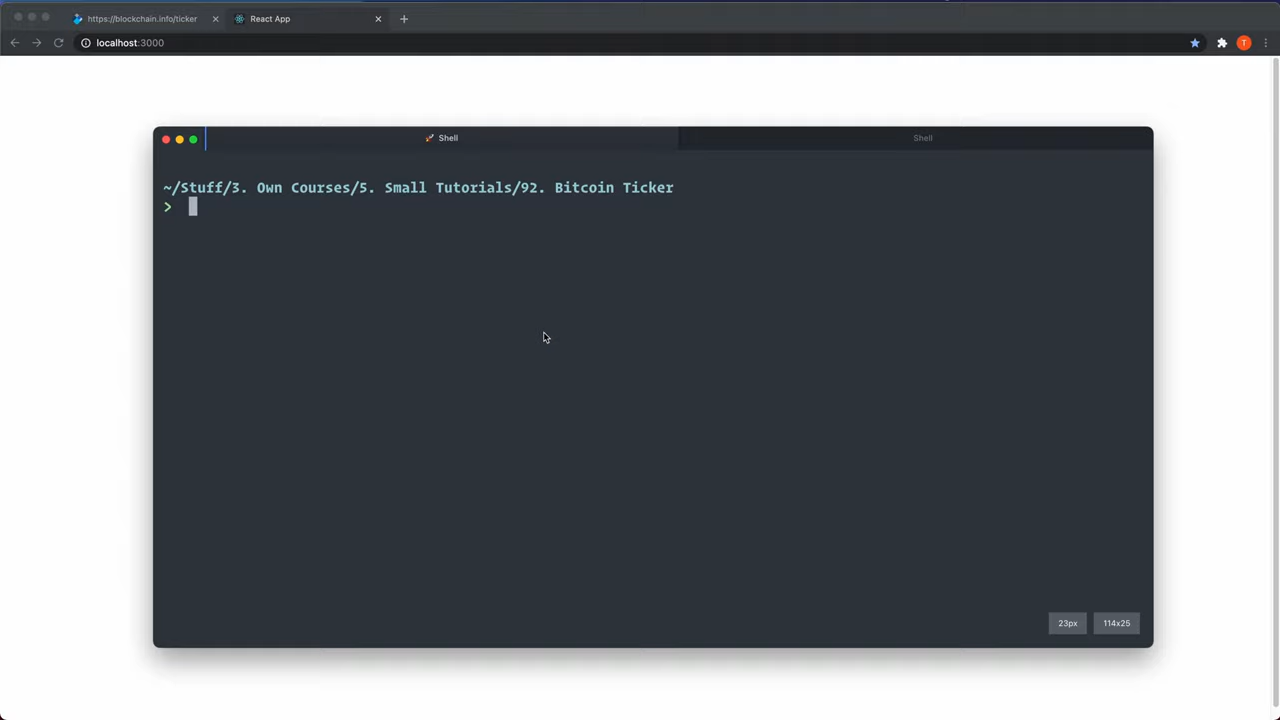 https://blockchain.info/ticker
React App
localhost:3000
T
Shell
Shell
~/Stuff/3. Own Courses/5. Small Tutorials/92. Bitcoin Ticker
>
23px
114x25